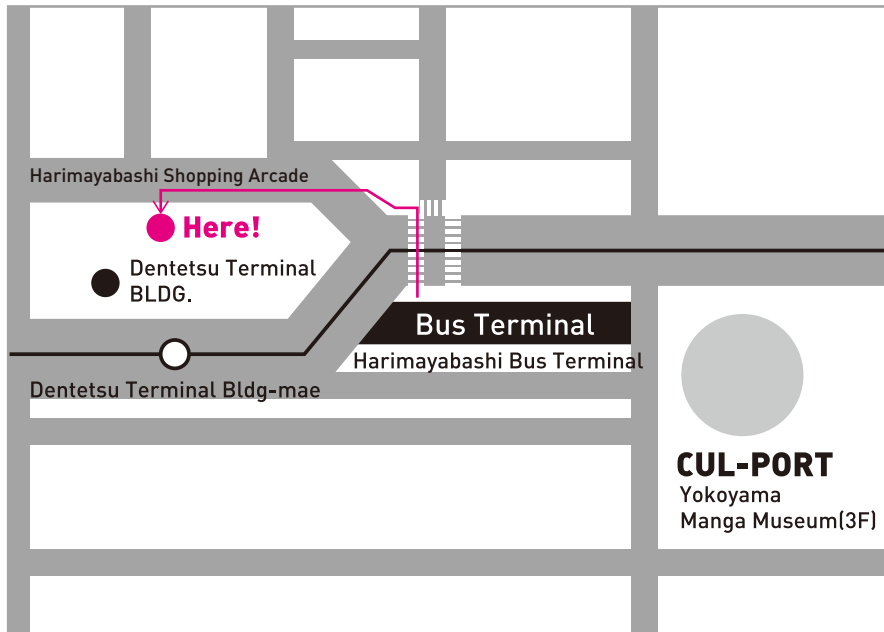 Harimayabashi Shopping Arcade
Here!
Dentetsu Terminal
BLDG.
Bus Terminal
Harimayabashi Bus Terminal
Dentetsu Terminal Bldg-mae
CUL-PORT
Yokoyama
Manga Museum(3F)